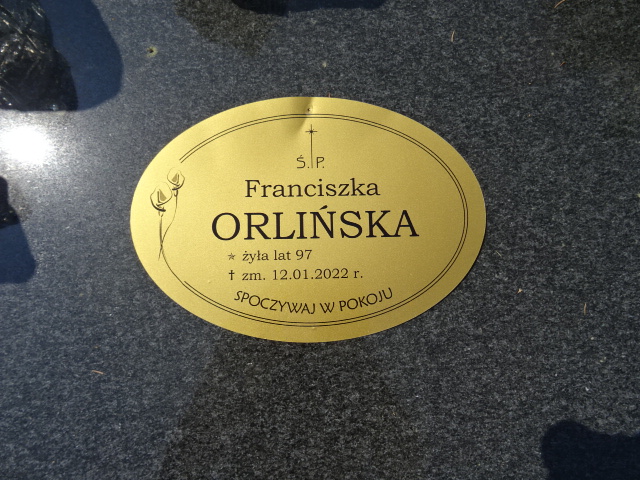 Ś. P.
Franciszka
ORLIŃSKA
✯ żyła lat 97
† zm. 12.01.2022 r.
SPOCZYWAJ W POKOJU